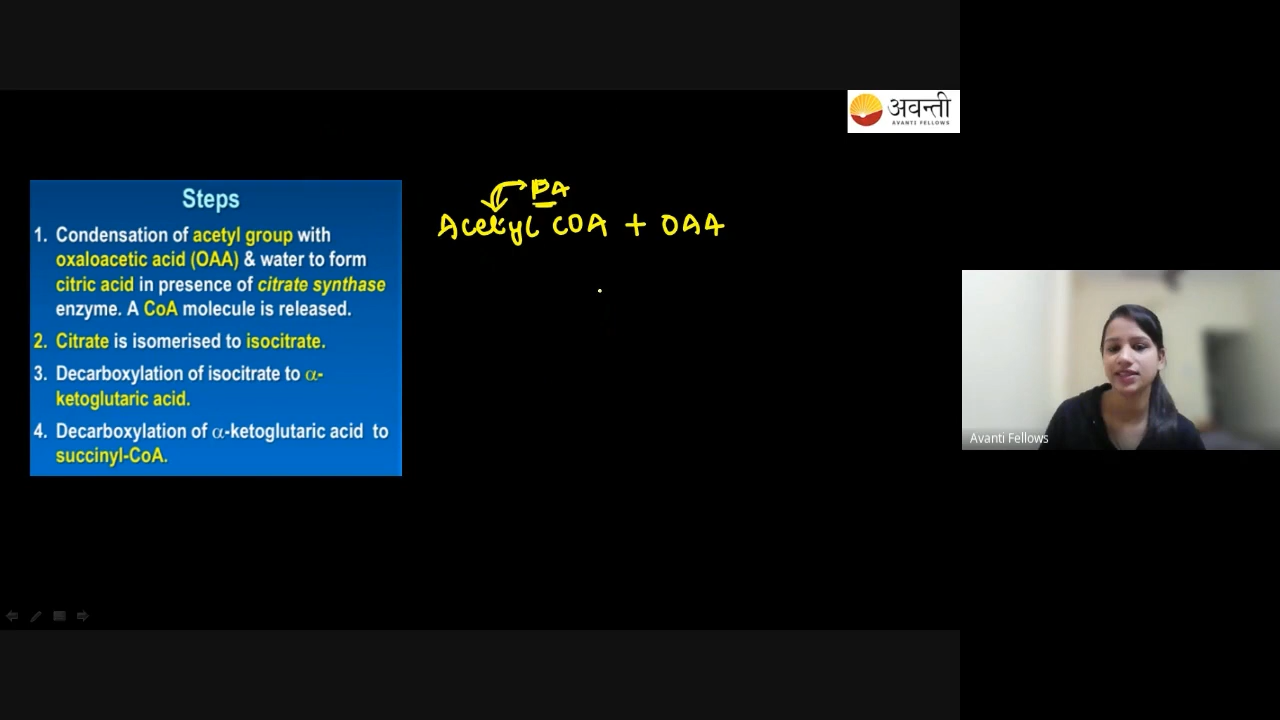 अवन्ती
AVANTI FELLOWS
Steps
1. Condensation of acetyl group with
oxaloacetic acid (OAA) & water to form
citric acid in presence of citrate synthase
enzyme. A CoA molecule is released.
2. Citrate is isomerised to isocitrate.
3. Decarboxylation of isocitrate to α-
ketoglutaric acid.
4. Decarboxylation of α-ketoglutaric acid to
succinyl-CoA.
PA
Acetyl COA + OAA
Avanti Fellows